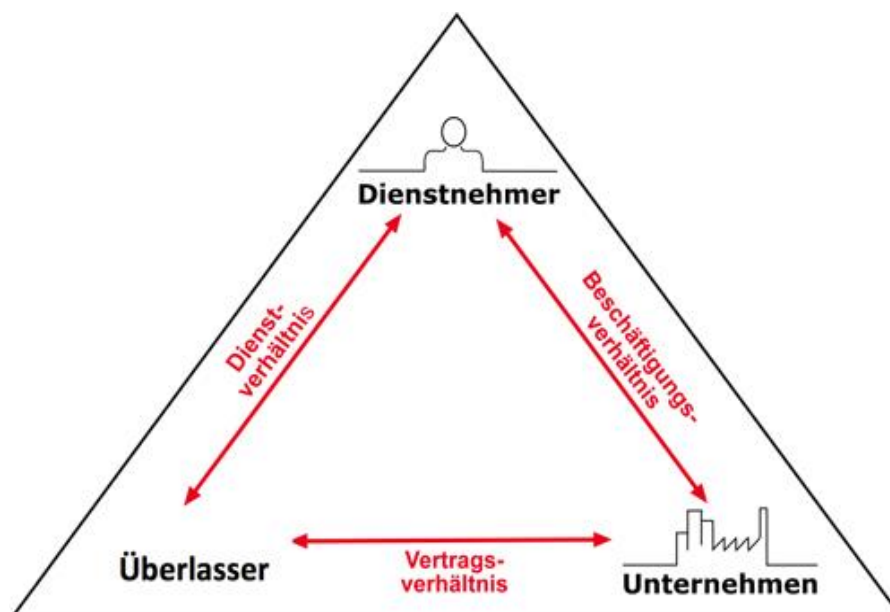 Dienstnehmer
Dienst-
verhältnis
Beschäftigungs-
verhältnis
Überlasser
Vertrags-
verhältnis
Unternehmen